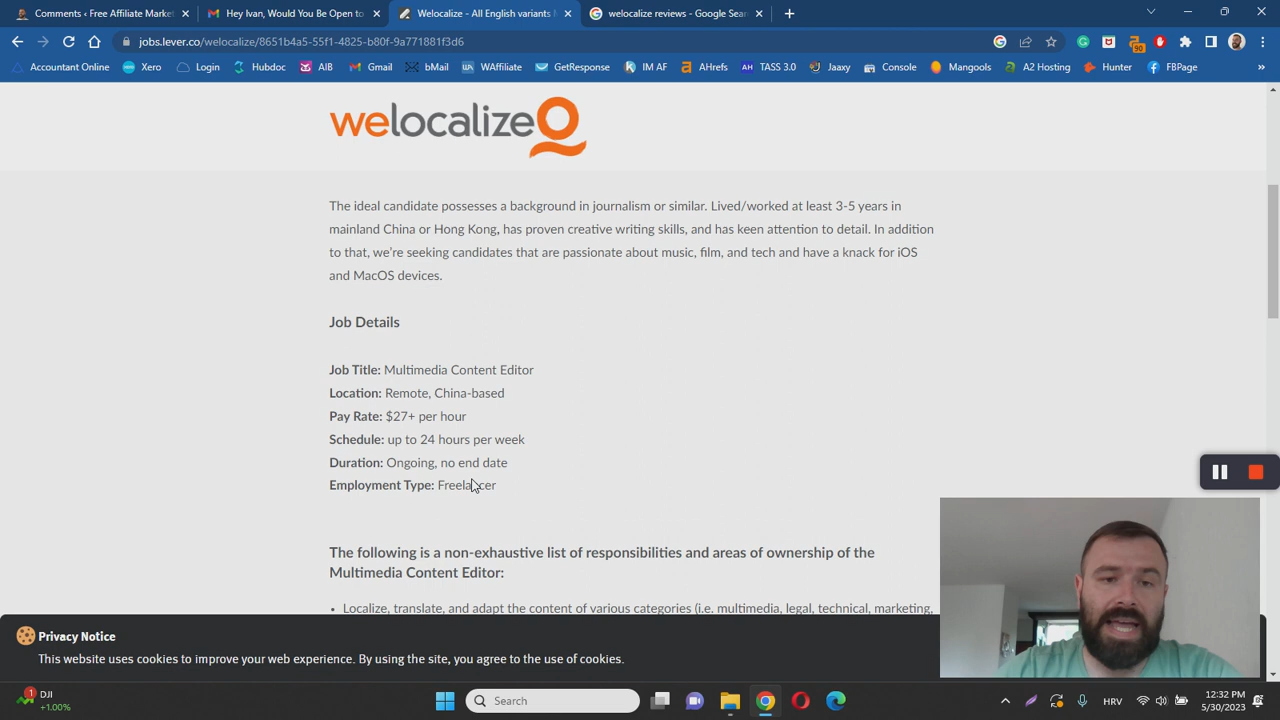 Comments ‹ Free Affiliate Market
Hey Ivan, Would You Be Open to
Welocalize - All English variants
welocalize reviews - Google Sear
jobs.lever.co/welocalize/8651b4a5-55f1-4825-b80f-9a771881f3d6
90
Accountant Online
Xero
Login
Hubdoc
AIB
Gmail
bMail
WAffiliate
GetResponse
IM AF
AHrefs
TASS 3.0
Jaaxy
Console
Mangools
A2 Hosting
Hunter
FBPage
»
welocalize
The ideal candidate possesses a background in journalism or similar. Lived/worked at least 3-5 years in
mainland China or Hong Kong, has proven creative writing skills, and has keen attention to detail. In addition
to that, we're seeking candidates that are passionate about music, film, and tech and have a knack for iOS
and MacOS devices.
Job Details
Job Title: Multimedia Content Editor
Location: Remote, China-based
Pay Rate: $27+ per hour
Schedule: up to 24 hours per week
Duration: Ongoing, no end date
Employment Type: Freelancer
The following is a non-exhaustive list of responsibilities and areas of ownership of the
Multimedia Content Editor:
• Localize, translate, and adapt the content of various categories (i.e. multimedia, legal, technical, marketing,
Privacy Notice
This website uses cookies to improve your web experience. By using the site, you agree to the use of cookies.
1
DJI
+1.00%
Search
HRV
12:32 PM
5/30/2023